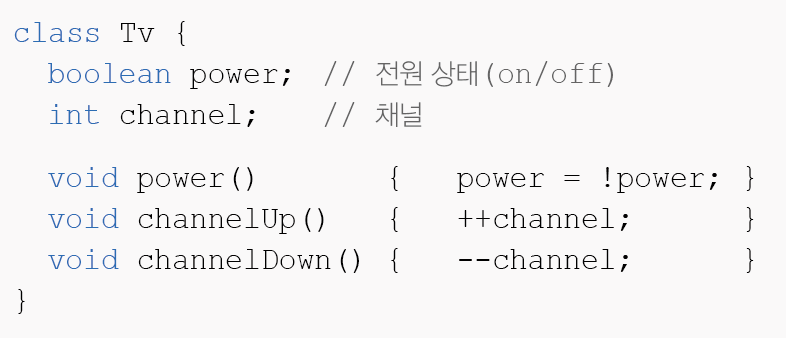 class Tv {
boolean power; // 전원 상태(on/off)
int channel; // 채널
void power() { power = !power; }
void channelUp() { ++channel; }
void channelDown() { --channel; }
}